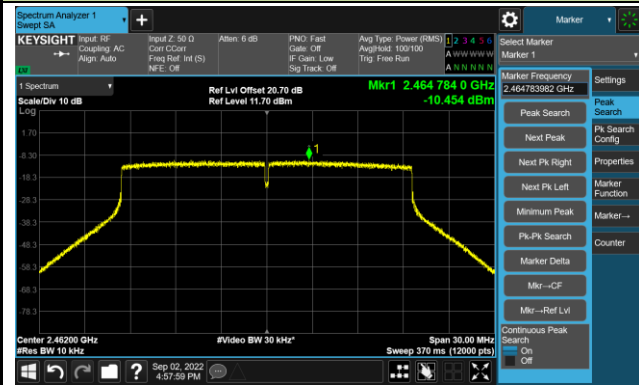 Spectrum Analyzer 1
Swept SA
Marker
KEYSIGHT
Input: RF
Coupling: AC
Align: Auto
Input Z: 50 Ω
Corr CCorr
Freq Ref: Int (S)
NFE: Off
Atten: 6 dB
PNO: Fast
Gate: Off
IF Gain: Low
Sig Track: Off
Avg Type: Power (RMS)
Avg|Hold: 100/100
Trig: Free Run
1 2 3 4 5 6
A W W W W W
A N N N N N
Select Marker
Marker 1
1 Spectrum
Scale/Div 10 dB
Log
Ref Lvl Offset 20.70 dB
Ref Level 11.70 dBm
Mkr1 2.464 784 0 GHz
-10.454 dBm
Marker Frequency
2.464783982 GHz
Settings
Peak Search
Peak
Search
Next Peak
Pk Search
Config
Next Pk Right
Properties
Next Pk Left
Marker
Function
Minimum Peak
Marker→
Pk-Pk Search
Counter
Marker Delta
Mkr→CF
Mkr→Ref Lvl
Continuous Peak
Search
On
Off
1.70
-8.30
-18.3
-28.3
-38.3
-48.3
-58.3
-68.3
-78.3
1
Center 2.46200 GHz
#Res BW 10 kHz
#Video BW 30 kHz*
Span 30.00 MHz
Sweep 370 ms (12000 pts)
Sep 02, 2022
4:57:59 PM